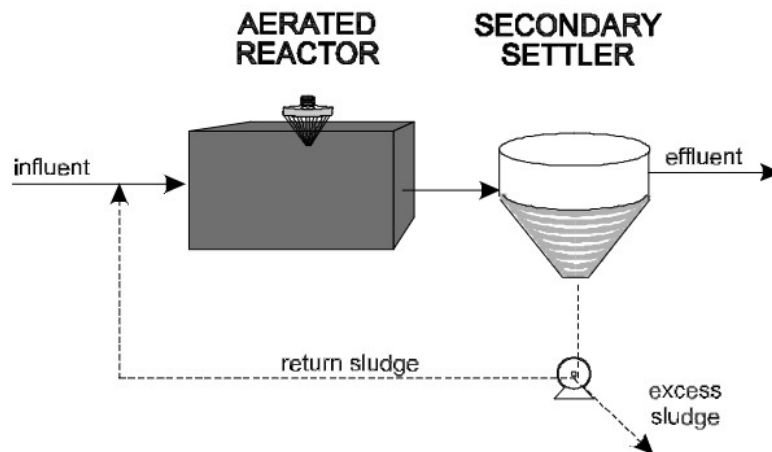 AERATED
REACTOR
SECONDARY
SETTLER
influent
effluent
return sludge
excess
sludge